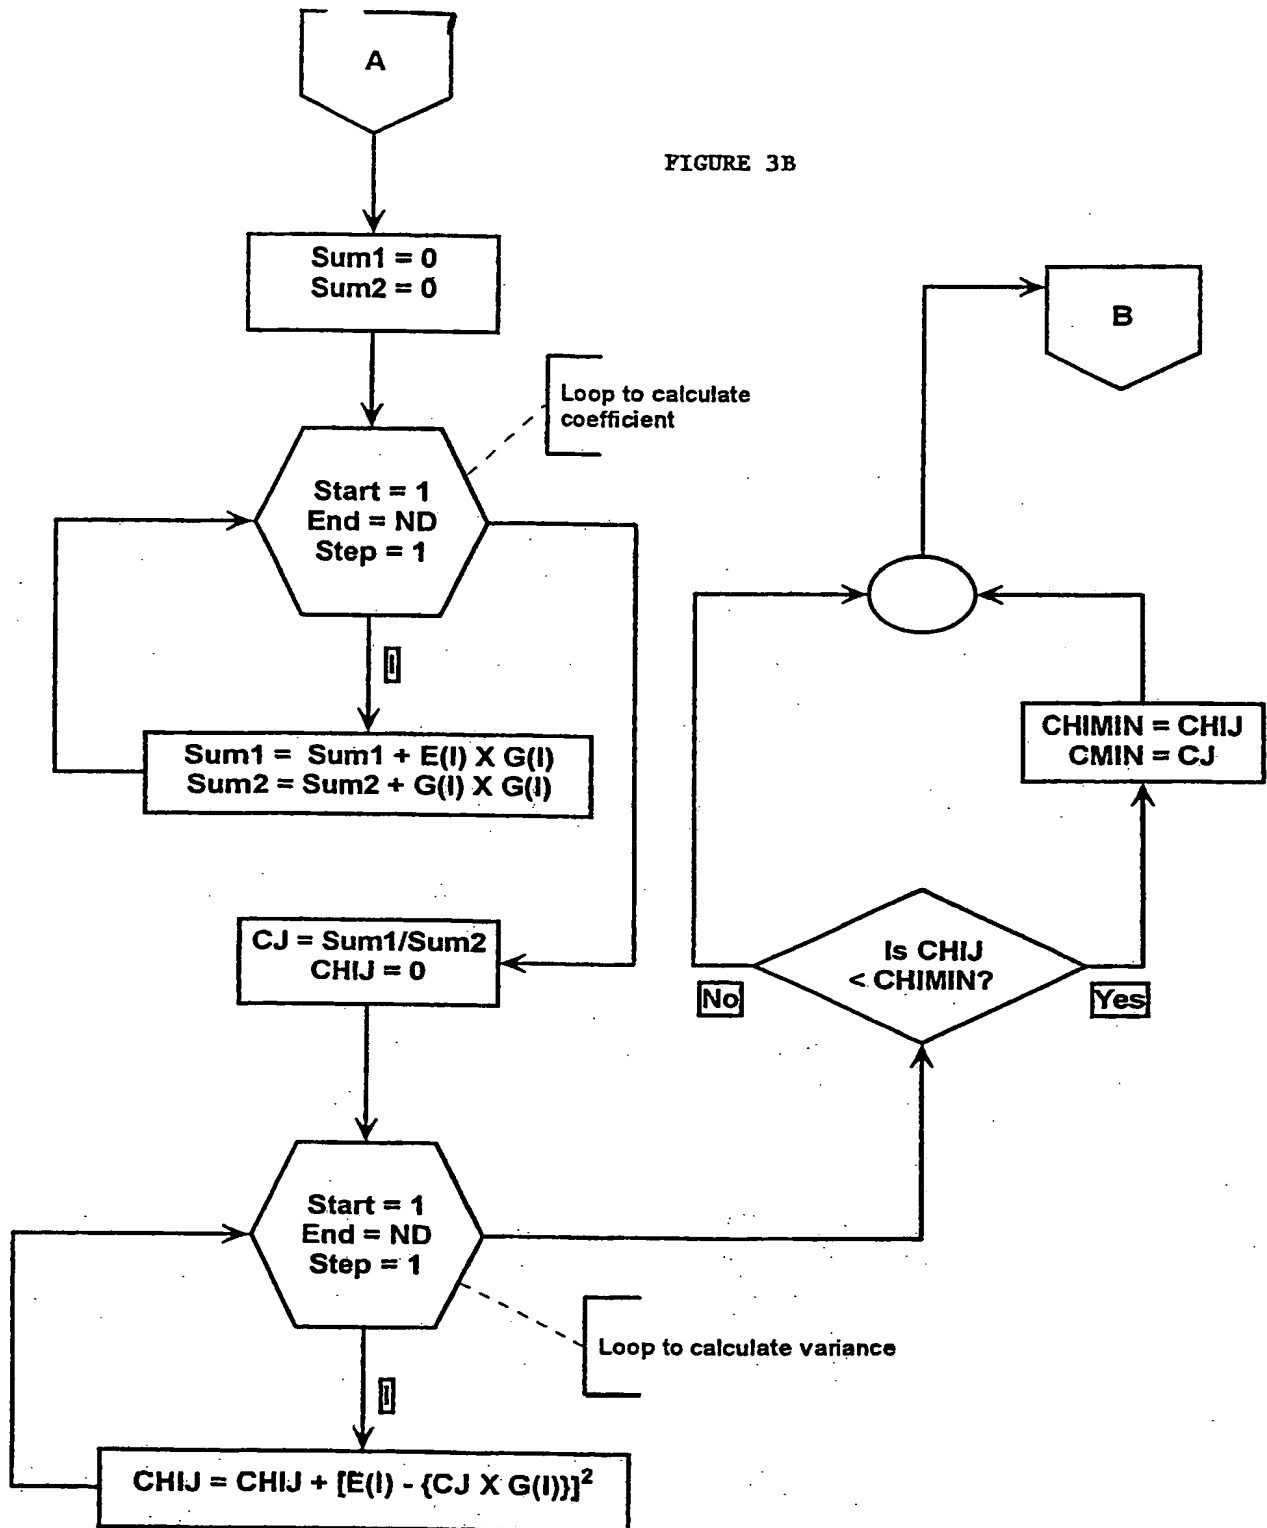 A
FIGURE 3B
Sum1 = 0
Sum2 = 0
Loop to calculate
coefficient
Start = 1
End = ND
Step = 1
I
Sum1 = Sum1 + E(I) X G(I)
Sum2 = Sum2 + G(I) X G(I)
CJ = Sum1/Sum2
CHIJ = 0
Start = 1
End = ND
Step = 1
Loop to calculate variance
I
CHIJ = CHIJ + [E(I) - {CJ X G(I)}]²
B
CHIMIN = CHIJ
CMIN = CJ
Is CHIJ
< CHIMIN?
No
Yes